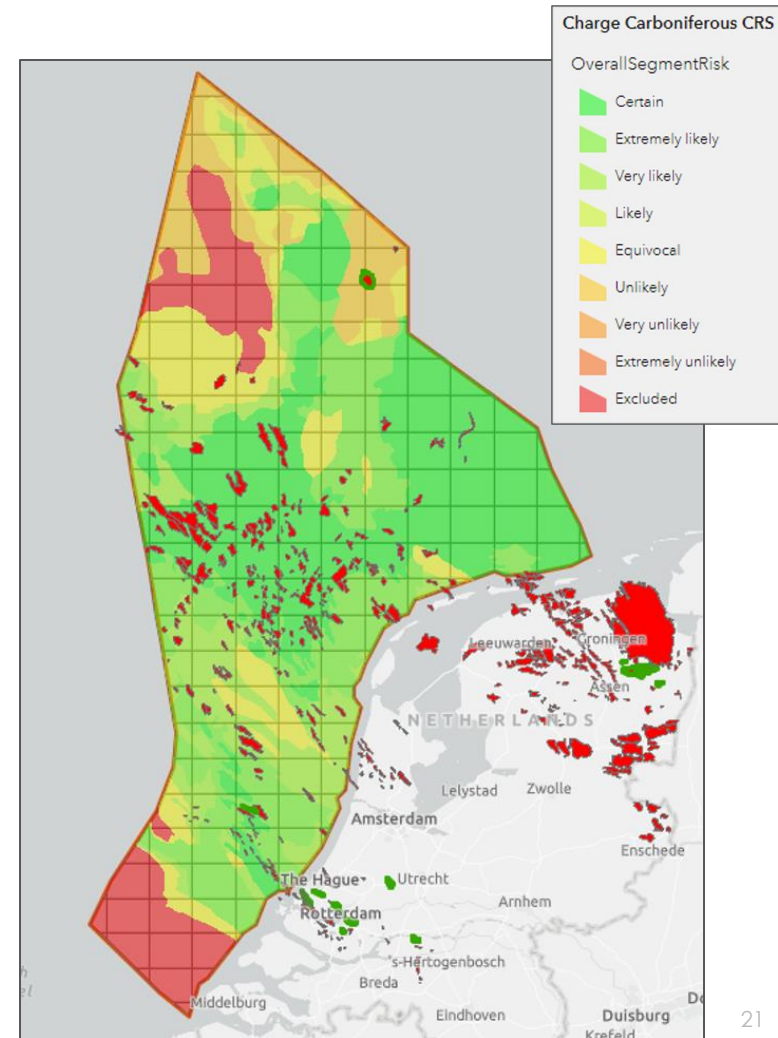 Charge Carboniferous CRS
OverallSegmentRisk
Certain
Extremely likely
Very likely
Likely
Equivocal
Unlikely
Very unlikely
Extremely unlikely
Excluded
Leeuwarden
Groningen
Assen
NETHERLANDS
Lelystad
Zwolle
Amsterdam
Enschede
The Hague
Utrecht
Rotterdam
Arnhem
's-Hertogenbosch
Breda
Middelburg
Eindhoven
Duisburg
Krefeld
21